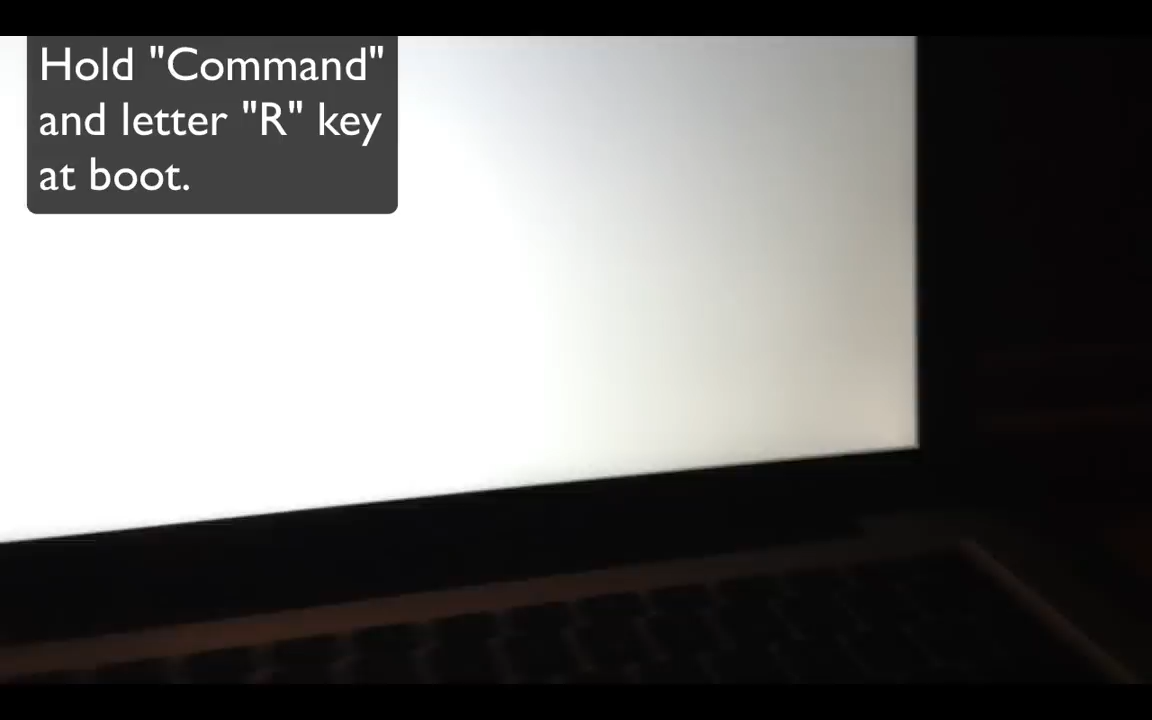 Hold "Command"
and letter "R" key
at boot.